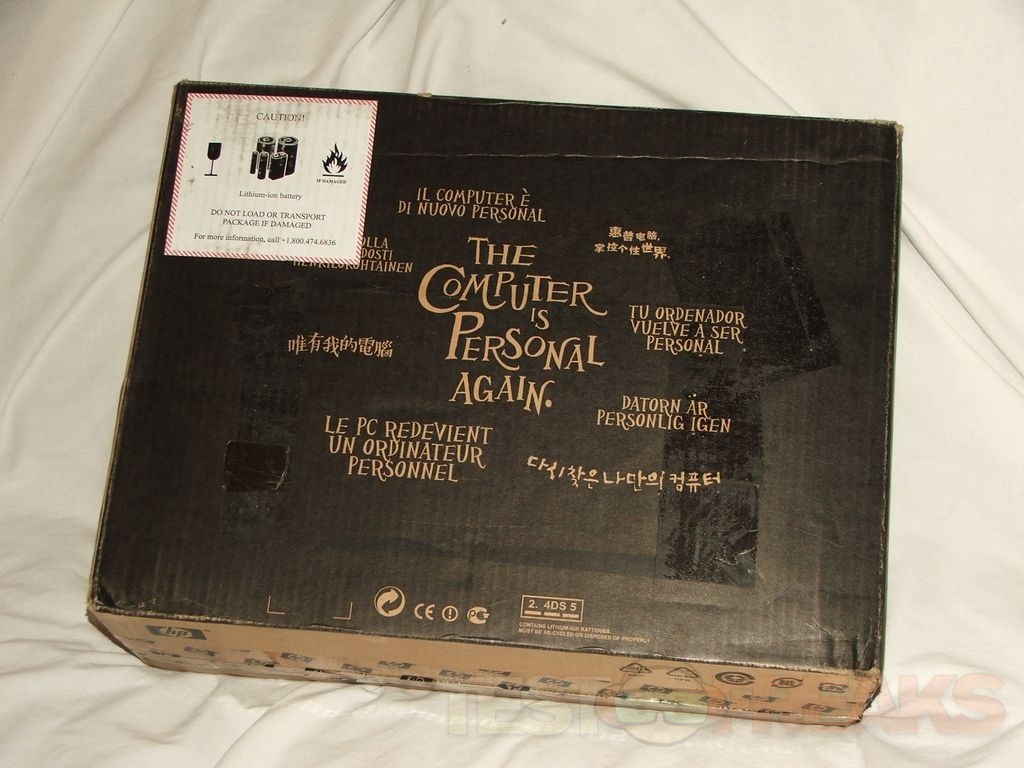 CAUTION!
IF DAMAGED
Lithium-ion battery
DO NOT LOAD OR TRANSPORT
PACKAGE IF DAMAGED
For more information, call +1.800.474.6836
IL COMPUTER È
DI NUOVO PERSONAL
惠普电脑,
掌控个性世界.
THE
COMPUTER
IS
PERSONAL
AGAIN.
TU ORDENADOR
VUELVE A SER
PERSONAL
唯有我的電腦
DATORN ÄR
PERSONLIG IGEN
LE PC REDEVIENT
UN ORDINATEUR
PERSONNEL
다시 찾은 나만의 컴퓨터
CE
2. 4DS 5
CONTAINS LITHIUM-ION BATTERIES.
MUST BE RE-CYCLED OR DISPOSED OF PROPERLY
hp
TESTFREAKS